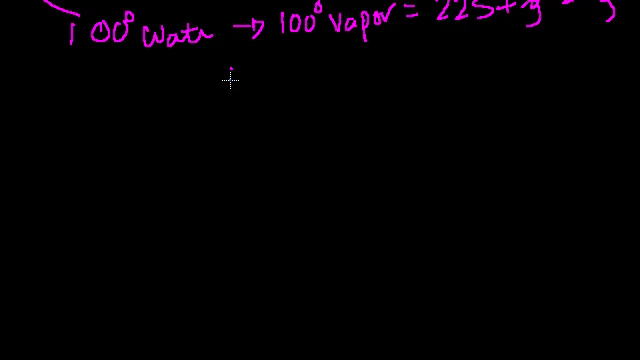 100° Water → 100° Vapor = 225